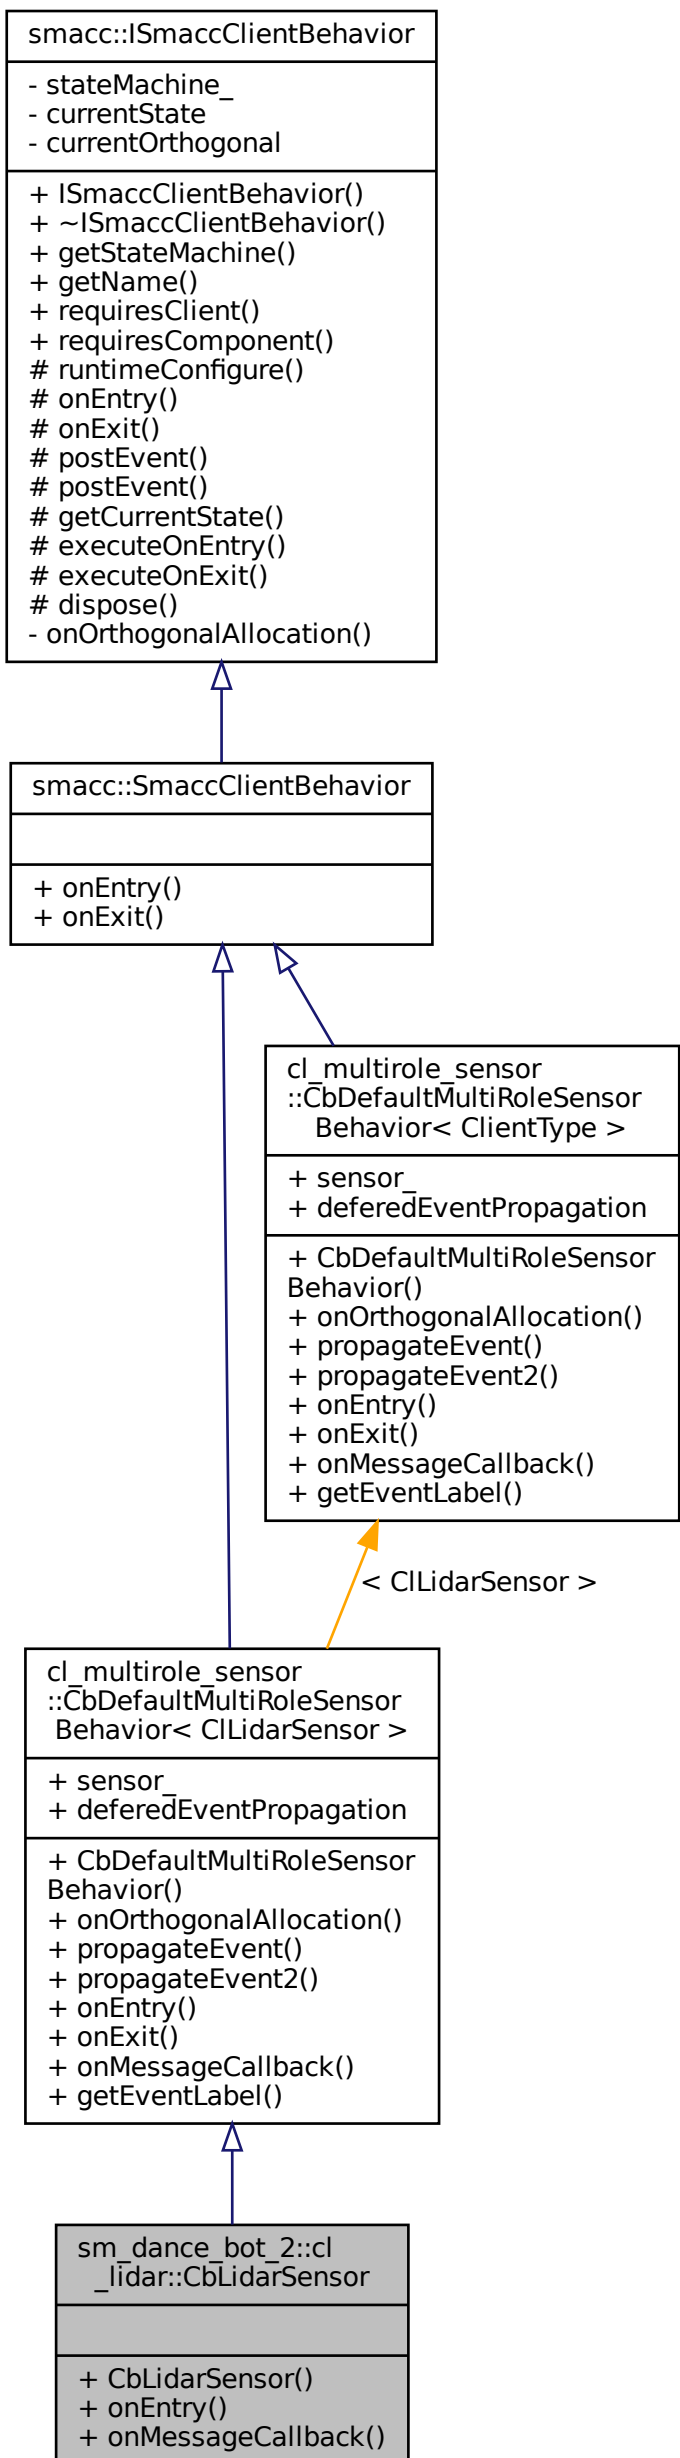 smacc::ISmaccClientBehavior
- stateMachine_
- currentState
- currentOrthogonal
+ ISmaccClientBehavior()
+ ~ISmaccClientBehavior()
+ getStateMachine()
+ getName()
+ requiresClient()
+ requiresComponent()
# runtimeConfigure()
# onEntry()
# onExit()
# postEvent()
# postEvent()
# getCurrentState()
# executeOnEntry()
# executeOnExit()
# dispose()
- onOrthogonalAllocation()
smacc::SmaccClientBehavior
+ onEntry()
+ onExit()
cl_multirole_sensor
::CbDefaultMultiRoleSensor
Behavior< ClientType >
+ sensor_
+ deferedEventPropagation
+ CbDefaultMultiRoleSensor
Behavior()
+ onOrthogonalAllocation()
+ propagateEvent()
+ propagateEvent2()
+ onEntry()
+ onExit()
+ onMessageCallback()
+ getEventLabel()
< ClLidarSensor >
cl_multirole_sensor
::CbDefaultMultiRoleSensor
Behavior< ClLidarSensor >
+ sensor_
+ deferedEventPropagation
+ CbDefaultMultiRoleSensor
Behavior()
+ onOrthogonalAllocation()
+ propagateEvent()
+ propagateEvent2()
+ onEntry()
+ onExit()
+ onMessageCallback()
+ getEventLabel()
sm_dance_bot_2::cl
_lidar::CbLidarSensor
+ CbLidarSensor()
+ onEntry()
+ onMessageCallback()